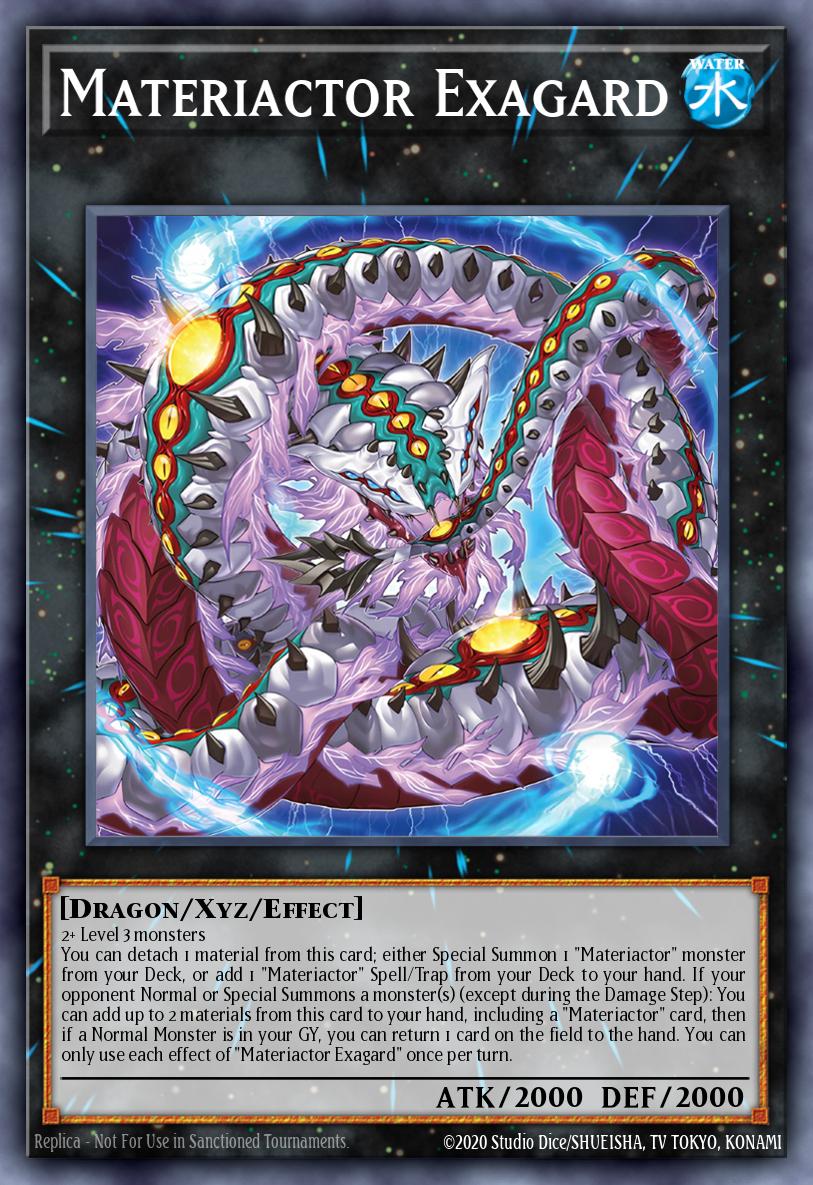 Materiactor Exagard
WATER
水
[Dragon/Xyz/Effect]
2+ Level 3 monsters
You can detach 1 material from this card; either Special Summon 1 "Materiactor" monster
from your Deck, or add 1 "Materiactor" Spell/Trap from your Deck to your hand. If your
opponent Normal or Special Summons a monster(s) (except during the Damage Step): You
can add up to 2 materials from this card to your hand, including a "Materiactor" card, then
if a Normal Monster is in your GY, you can return 1 card on the field to the hand. You can
only use each effect of "Materiactor Exagard" once per turn.
ATK/2000 DEF/2000
Replica - Not For Use in Sanctioned Tournaments.
©2020 Studio Dice/SHUEISHA, TV TOKYO, KONAMI